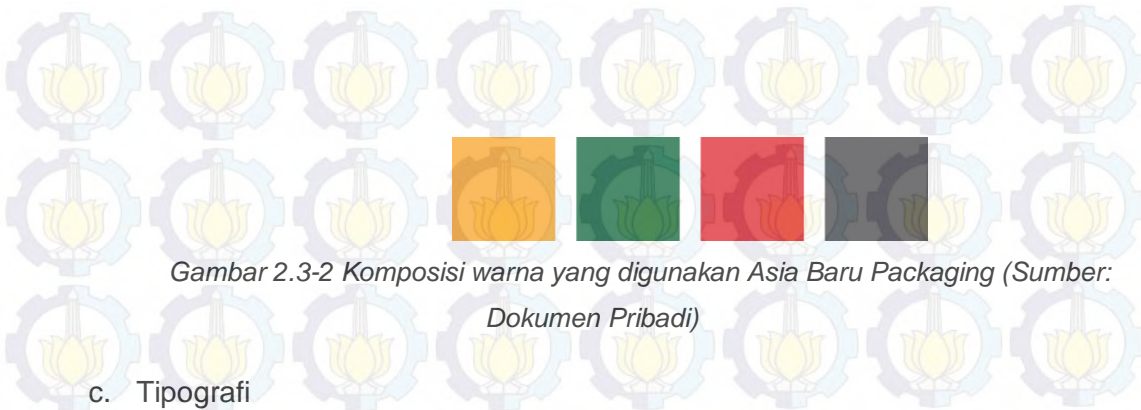 Gambar 2.3-2 Komposisi warna yang digunakan Asia Baru Packaging (Sumber:
Dokumen Pribadi)
c. Tipografi